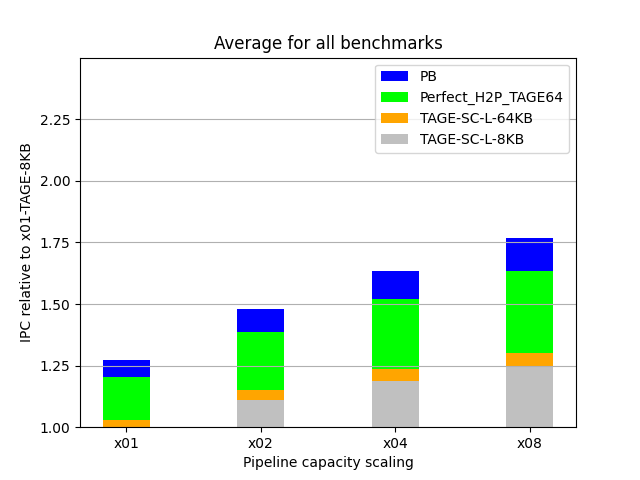 Average for all benchmarks
PB
Perfect_H2P_TAGE64
TAGE-SC-L-64KB
TAGE-SC-L-8KB
IPC relative to x01-TAGE-8KB
2.25
2.00
1.75
1.50
1.25
1.00
x01 x02 x04 x08
Pipeline capacity scaling